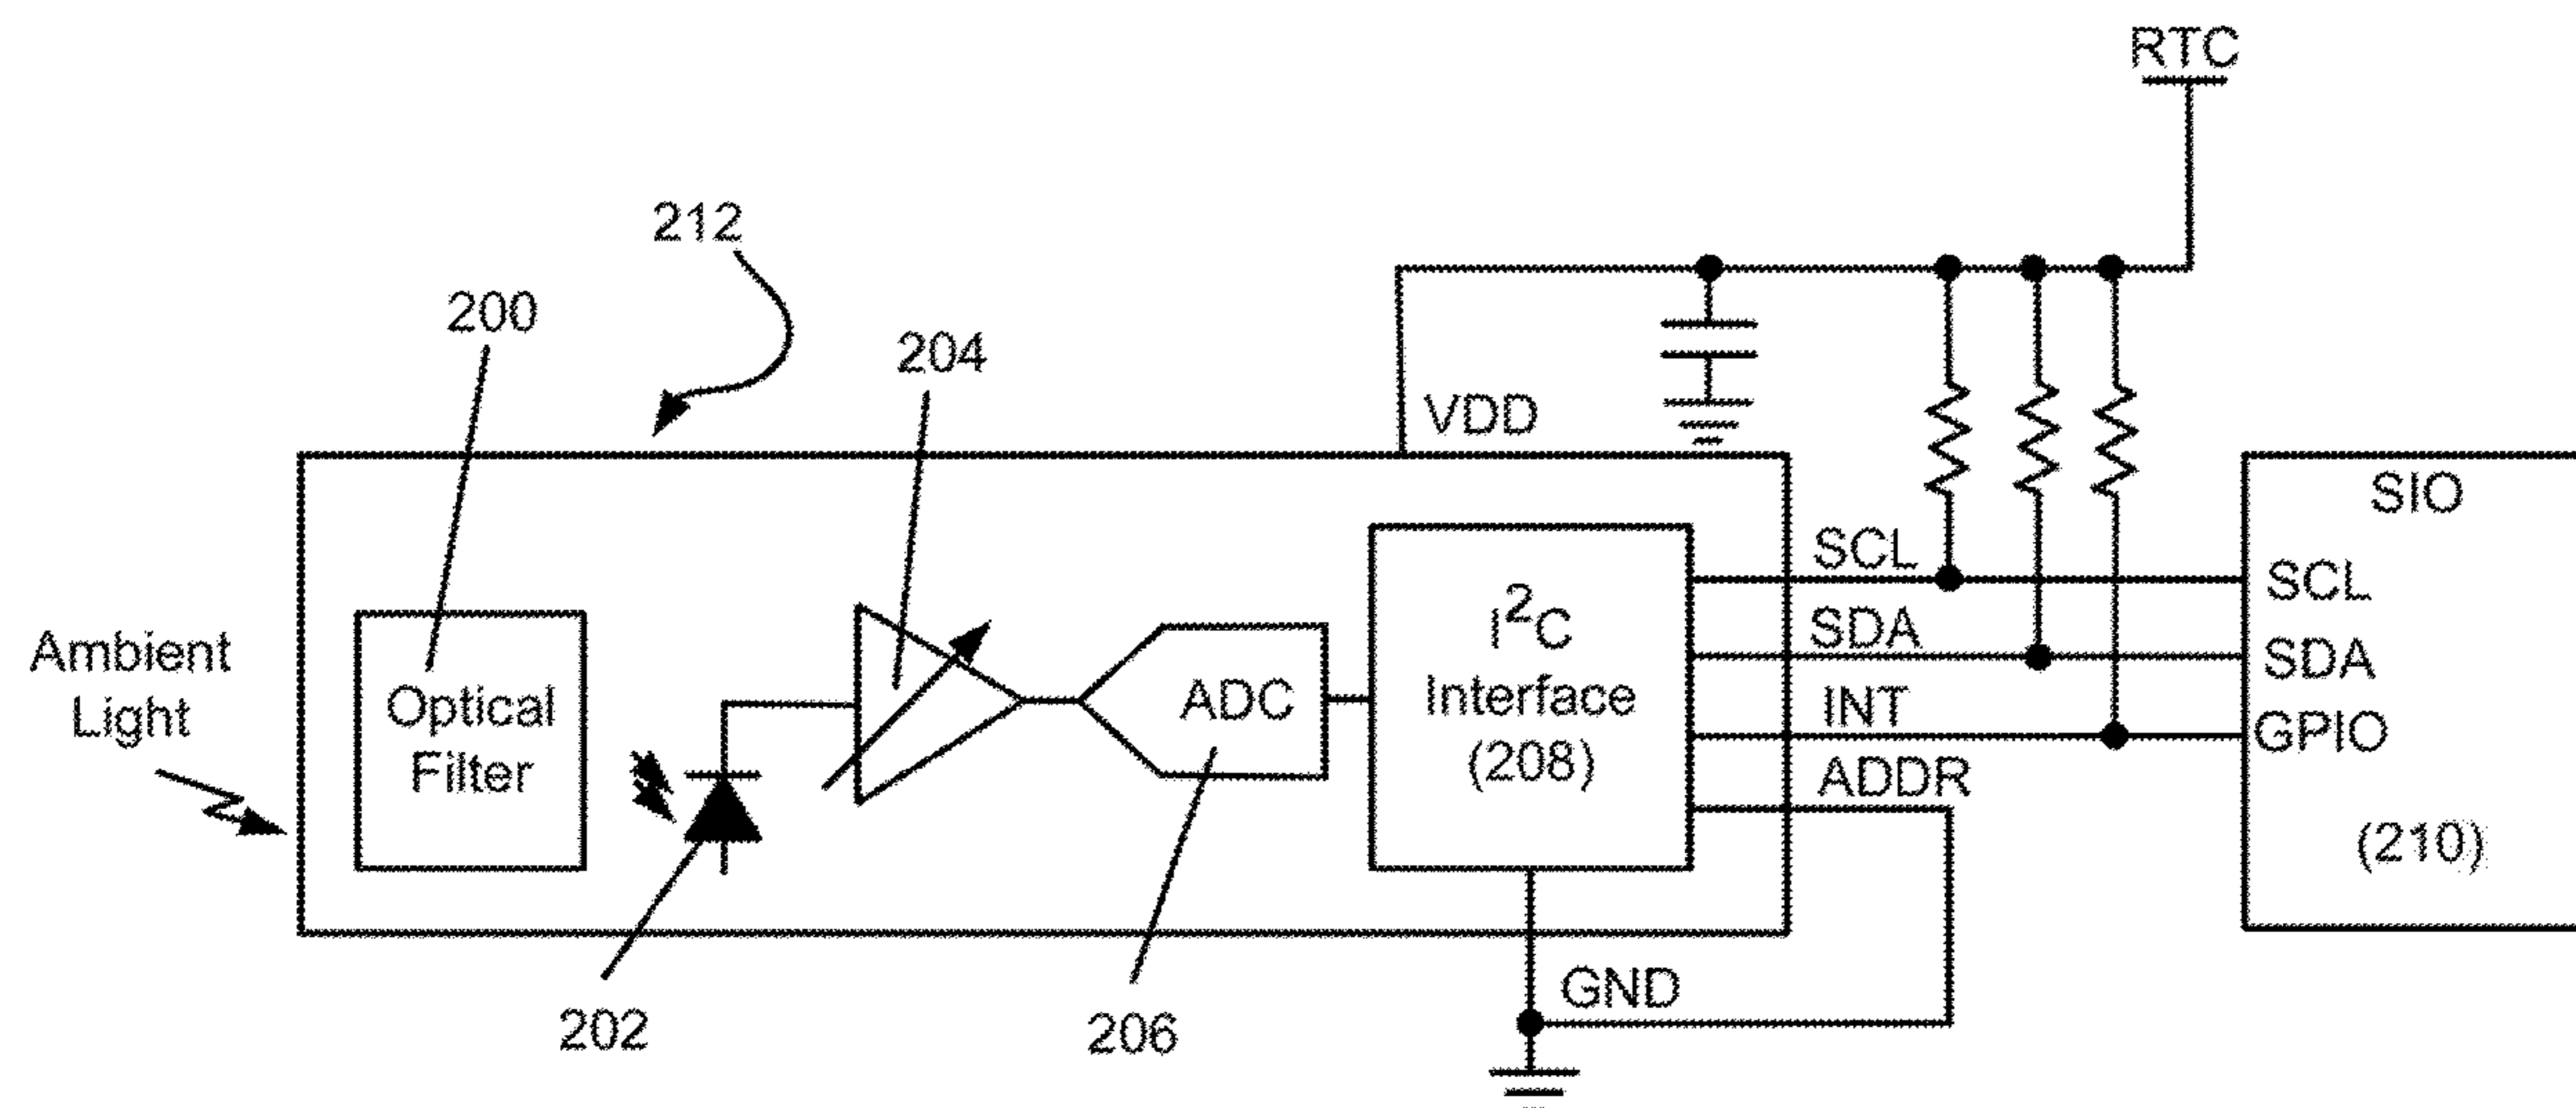 RTC
212
200
204
VDD
SIO
SCL
SCL
SDA
SDA
INT
GPIO
ADDR
Ambient
Light
Optical
Filter
ADC
I²C
Interface
(208)
(210)
GND
202
206